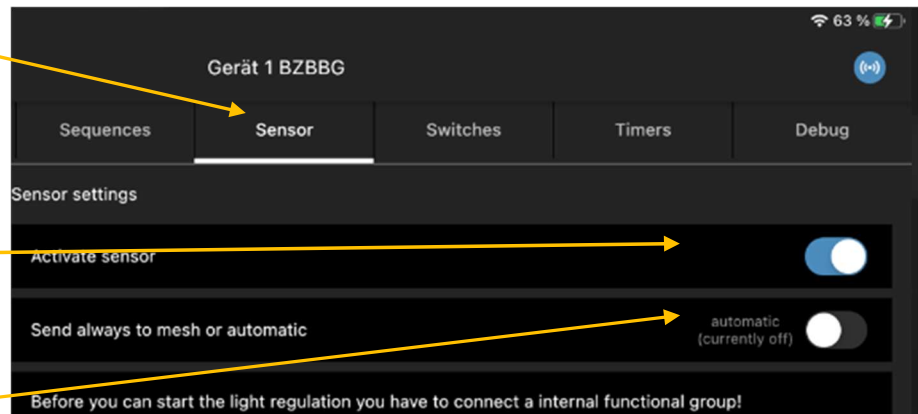 63 %
Gerät 1 BZBBG
Sequences Sensor Switches Timers Debug
Sensor settings
Activate sensor
Send always to mesh or automatic automatic
(currently off)
Before you can start the light regulation you have to connect a internal functional group!